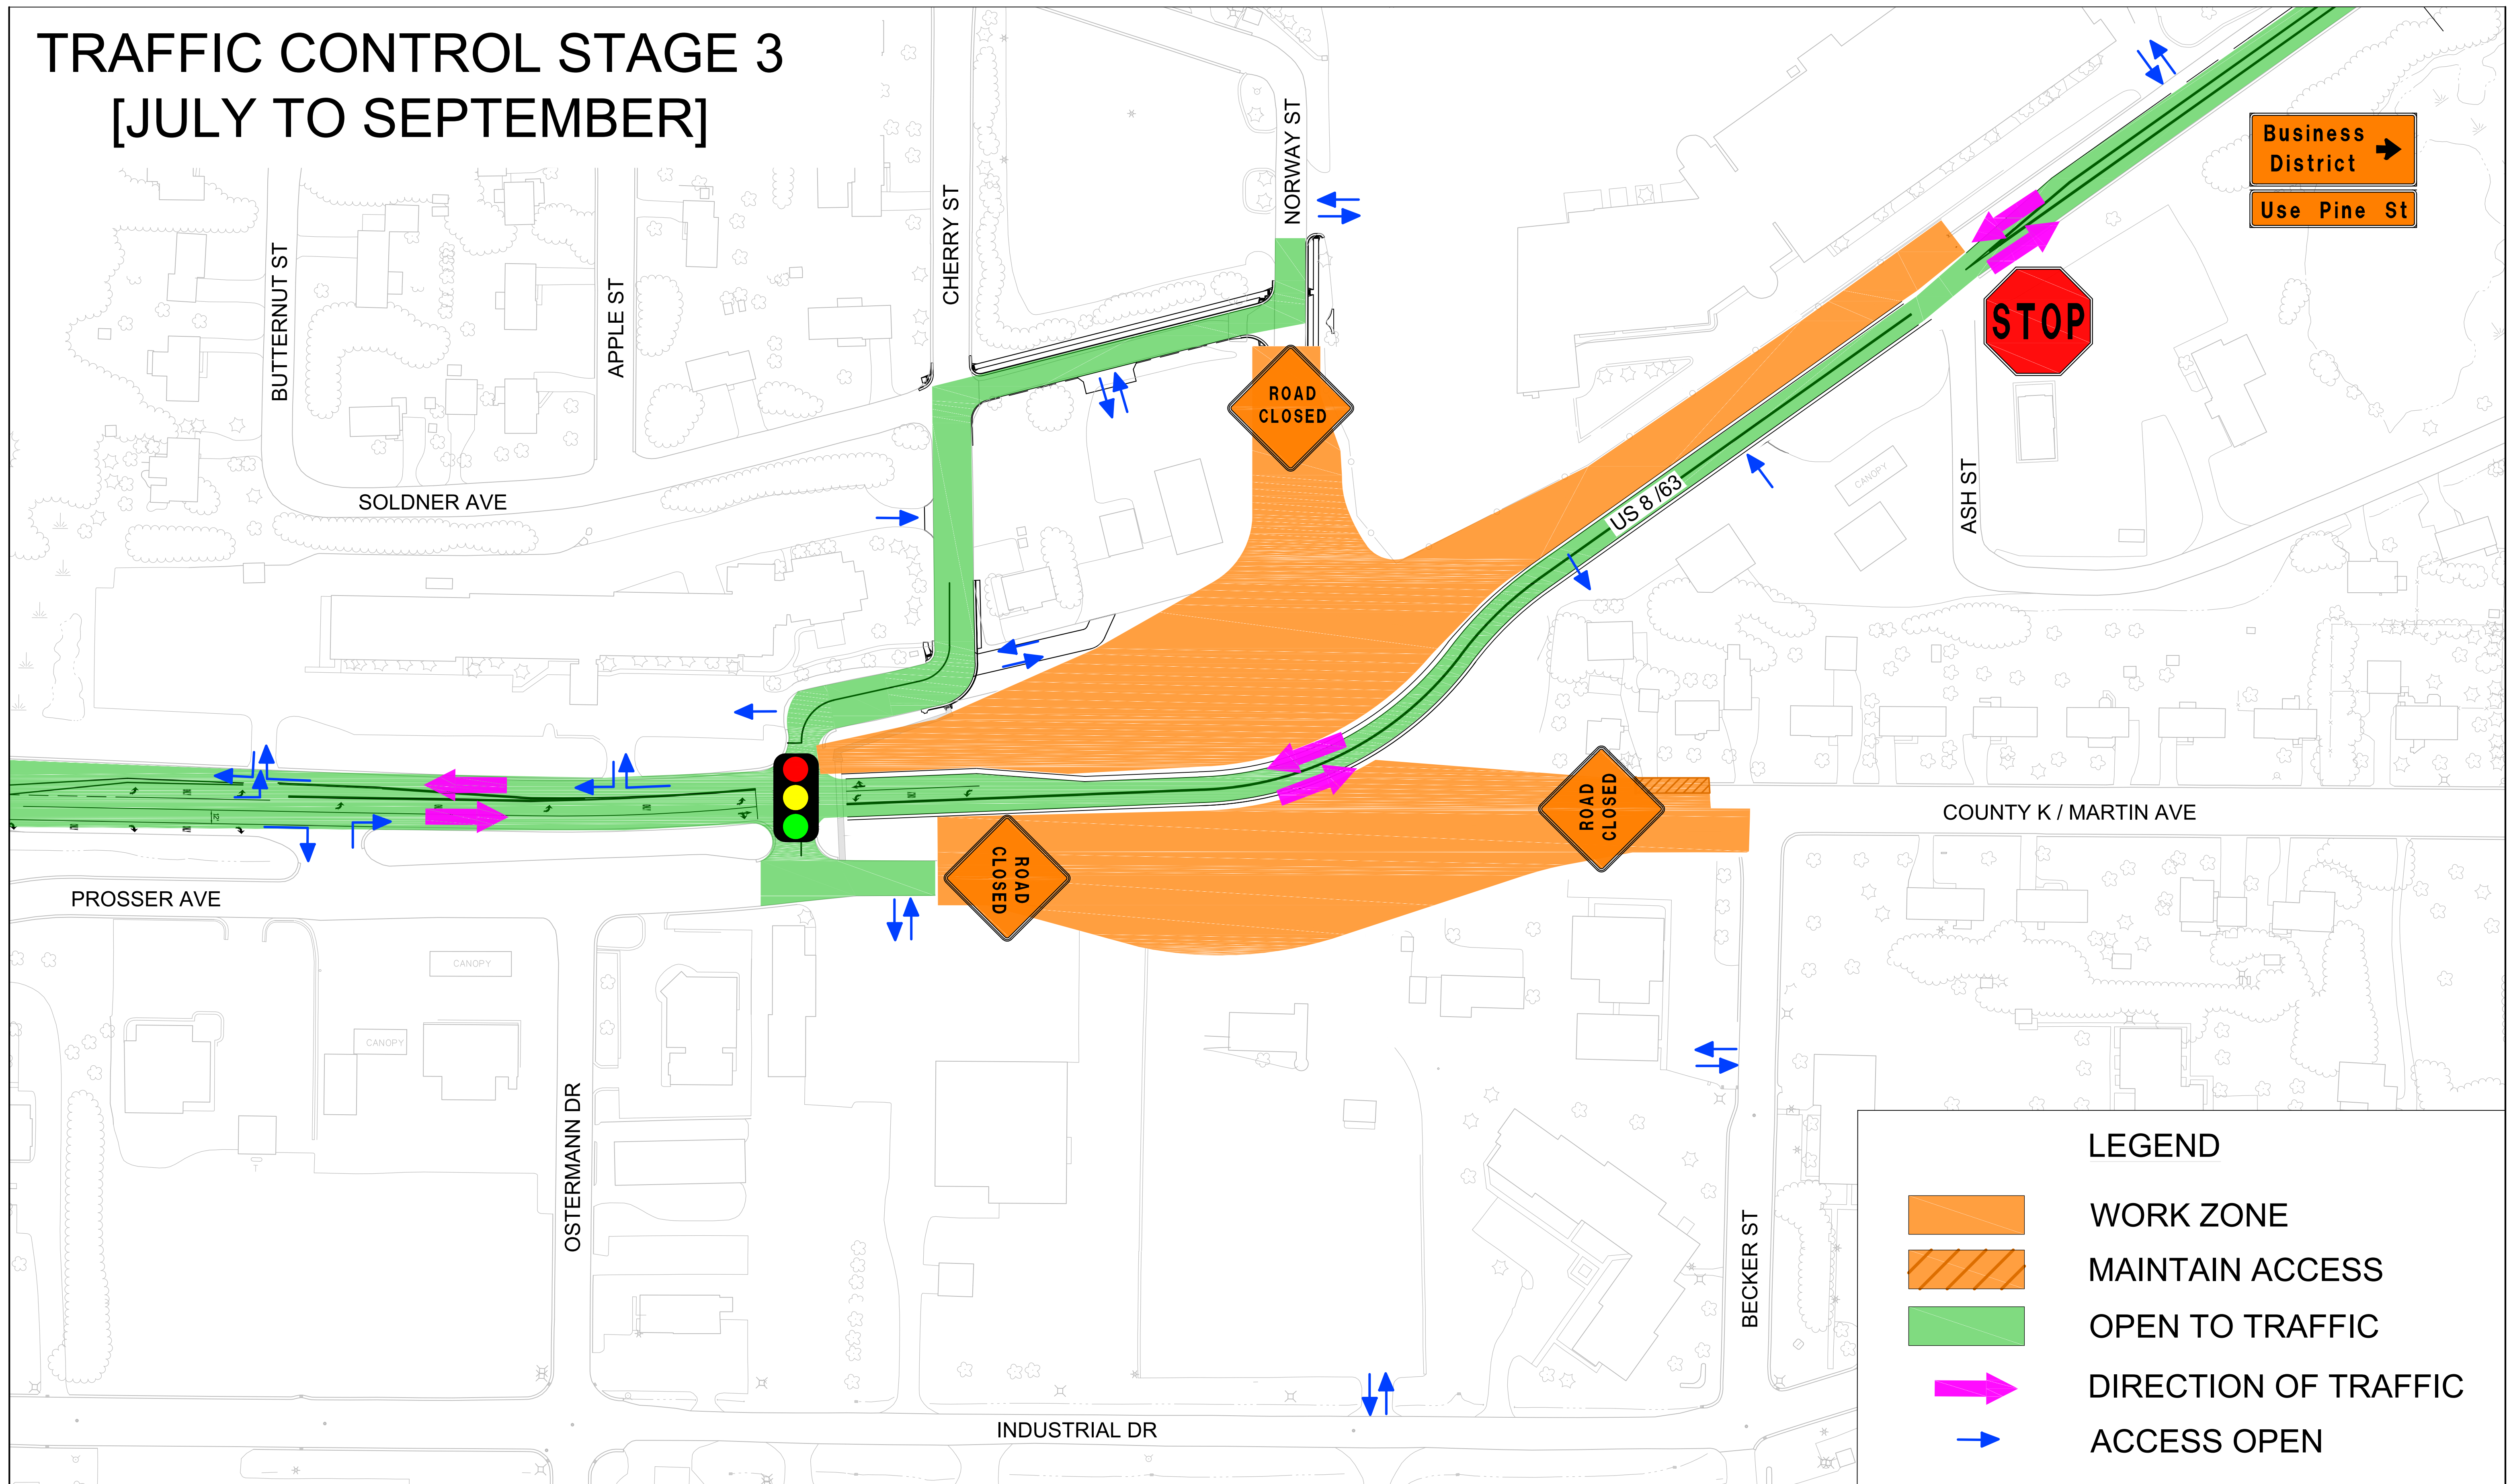 TRAFFIC CONTROL STAGE 3
[JULY TO SEPTEMBER]
Business
District
Use Pine St
STOP
NORWAY ST
CHERRY ST
BUTTERNUT ST
APPLE ST
ROAD
CLOSED
SOLDNER AVE
US 8 /63
CANOPY
ASH ST
ROAD
CLOSED
COUNTY K / MARTIN AVE
ROAD
CLOSED
PROSSER AVE
CANOPY
CANOPY
OSTERMANN DR
BECKER ST
INDUSTRIAL DR
LEGEND
WORK ZONE
MAINTAIN ACCESS
OPEN TO TRAFFIC
DIRECTION OF TRAFFIC
ACCESS OPEN